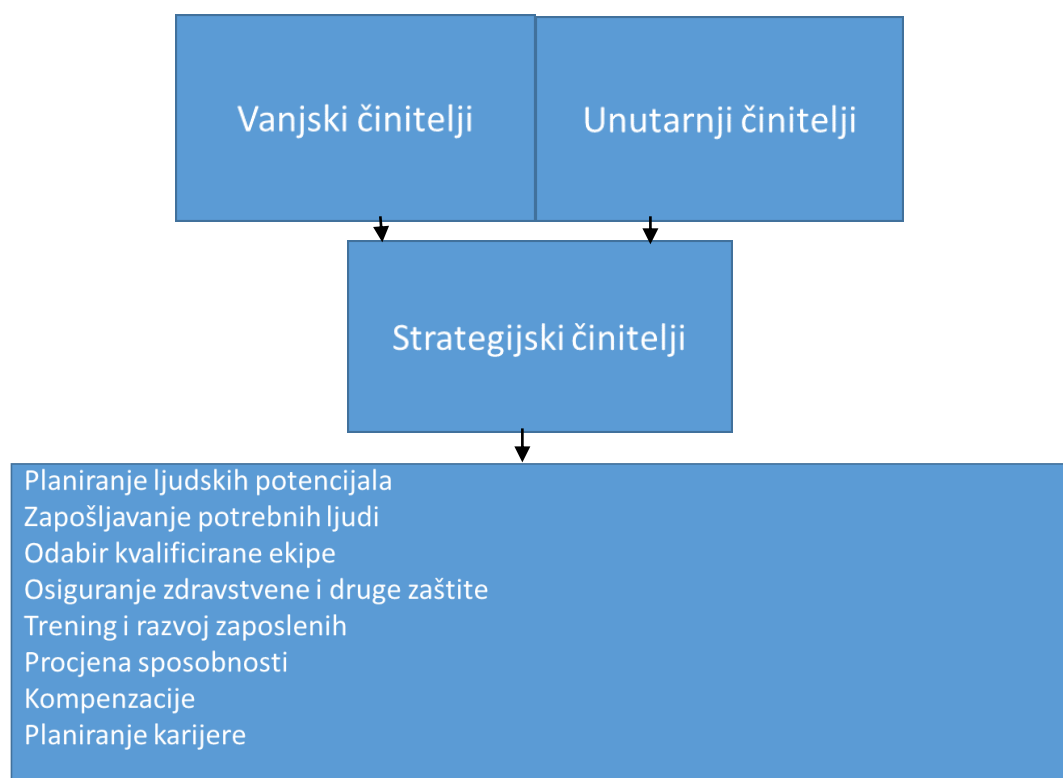 Vanjski činitelji
Unutarnji činitelji
Strategijski činitelji
Planiranje ljudskih potencijala
Zapošljavanje potrebnih ljudi
Odabir kvalificirane ekipe
Osiguranje zdravstvene i druge zaštite
Trening i razvoj zaposlenih
Procjena sposobnosti
Kompenzacije
Planiranje karijere